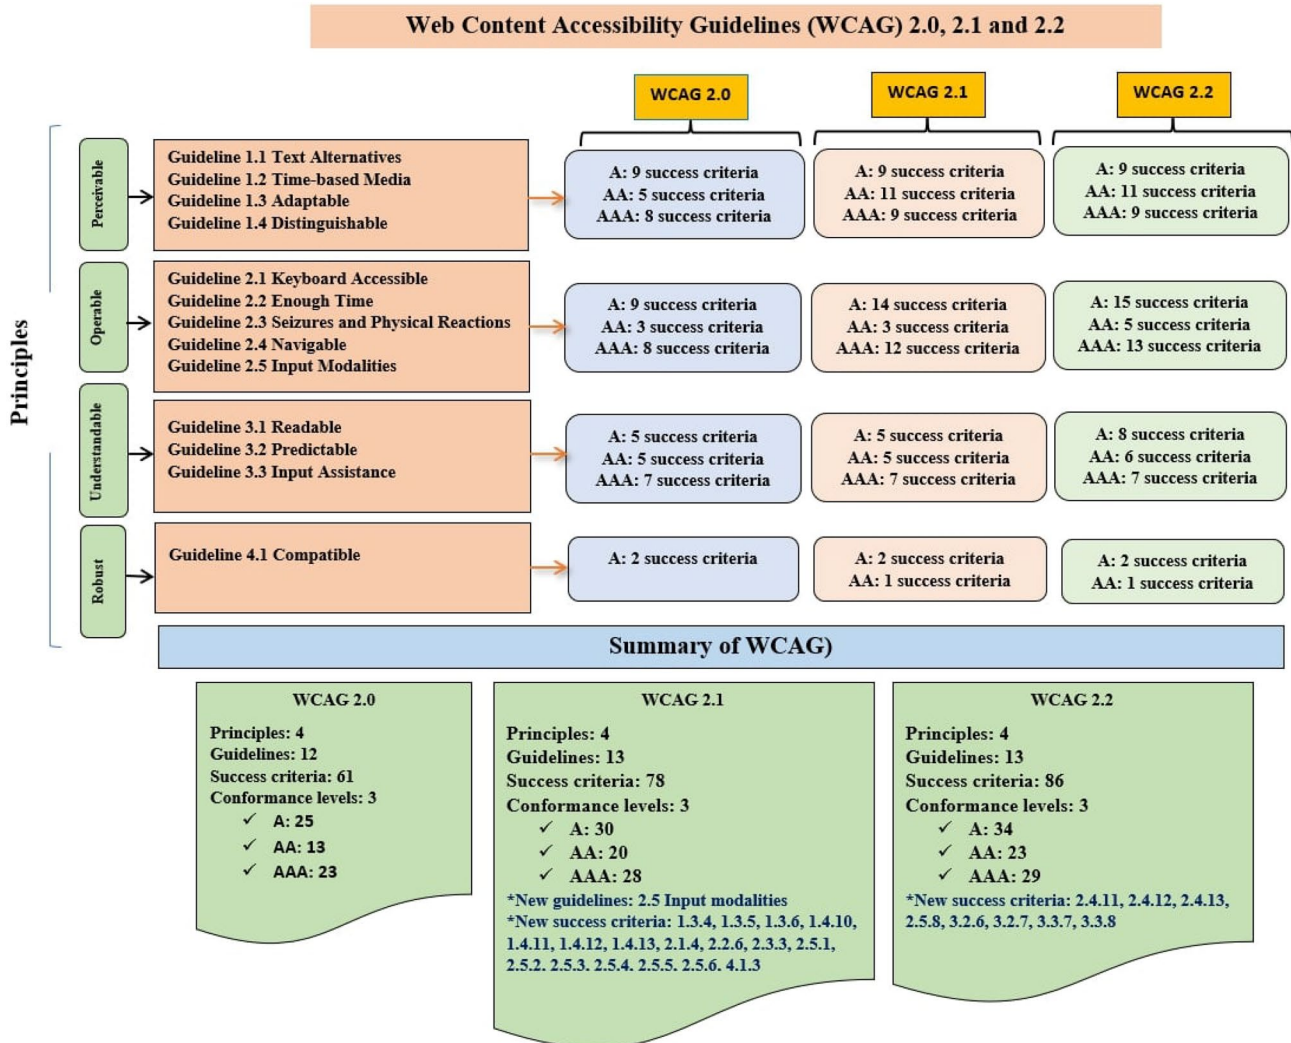 Web Content Accessibility Guidelines (WCAG) 2.0, 2.1 and 2.2
WCAG 2.0
WCAG 2.1
WCAG 2.2
Principles
Perceivable
Guideline 1.1 Text Alternatives
Guideline 1.2 Time-based Media
Guideline 1.3 Adaptable
Guideline 1.4 Distinguishable
A: 9 success criteria
AA: 5 success criteria
AAA: 8 success criteria
A: 9 success criteria
AA: 11 success criteria
AAA: 9 success criteria
A: 9 success criteria
AA: 11 success criteria
AAA: 9 success criteria
Operable
Guideline 2.1 Keyboard Accessible
Guideline 2.2 Enough Time
Guideline 2.3 Seizures and Physical Reactions
Guideline 2.4 Navigable
Guideline 2.5 Input Modalities
A: 9 success criteria
AA: 3 success criteria
AAA: 8 success criteria
A: 14 success criteria
AA: 3 success criteria
AAA: 12 success criteria
A: 15 success criteria
AA: 5 success criteria
AAA: 13 success criteria
Understandable
Guideline 3.1 Readable
Guideline 3.2 Predictable
Guideline 3.3 Input Assistance
A: 5 success criteria
AA: 5 success criteria
AAA: 7 success criteria
A: 5 success criteria
AA: 5 success criteria
AAA: 7 success criteria
A: 8 success criteria
AA: 6 success criteria
AAA: 7 success criteria
Robust
Guideline 4.1 Compatible
A: 2 success criteria
A: 2 success criteria
AA: 1 success criteria
A: 2 success criteria
AA: 1 success criteria
Summary of WCAG)
WCAG 2.0
Principles: 4
Guidelines: 12
Success criteria: 61
Conformance levels: 3
✓ A: 25
✓ AA: 13
✓ AAA: 23
WCAG 2.1
Principles: 4
Guidelines: 13
Success criteria: 78
Conformance levels: 3
✓ A: 30
✓ AA: 20
✓ AAA: 28
*New guidelines: 2.5 Input modalities
*New success criteria: 1.3.4, 1.3.5, 1.3.6, 1.4.10,
1.4.11, 1.4.12, 1.4.13, 2.1.4, 2.2.6, 2.3.3, 2.5.1,
2.5.2, 2.5.3, 2.5.4, 2.5.5, 2.5.6, 4.1.3
WCAG 2.2
Principles: 4
Guidelines: 13
Success criteria: 86
Conformance levels: 3
✓ A: 34
✓ AA: 23
✓ AAA: 29
*New success criteria: 2.4.11, 2.4.12, 2.4.13,
2.5.8, 3.2.6, 3.2.7, 3.3.7, 3.3.8